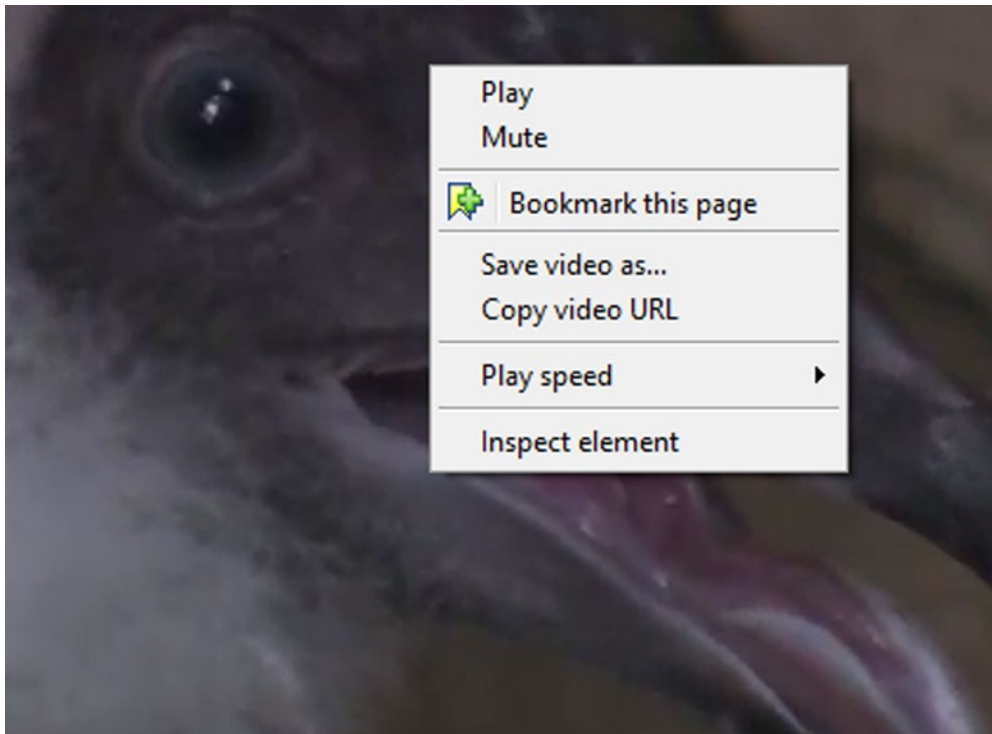 Play
Mute
Bookmark this page
Save video as...
Copy video URL
Play speed
Inspect element